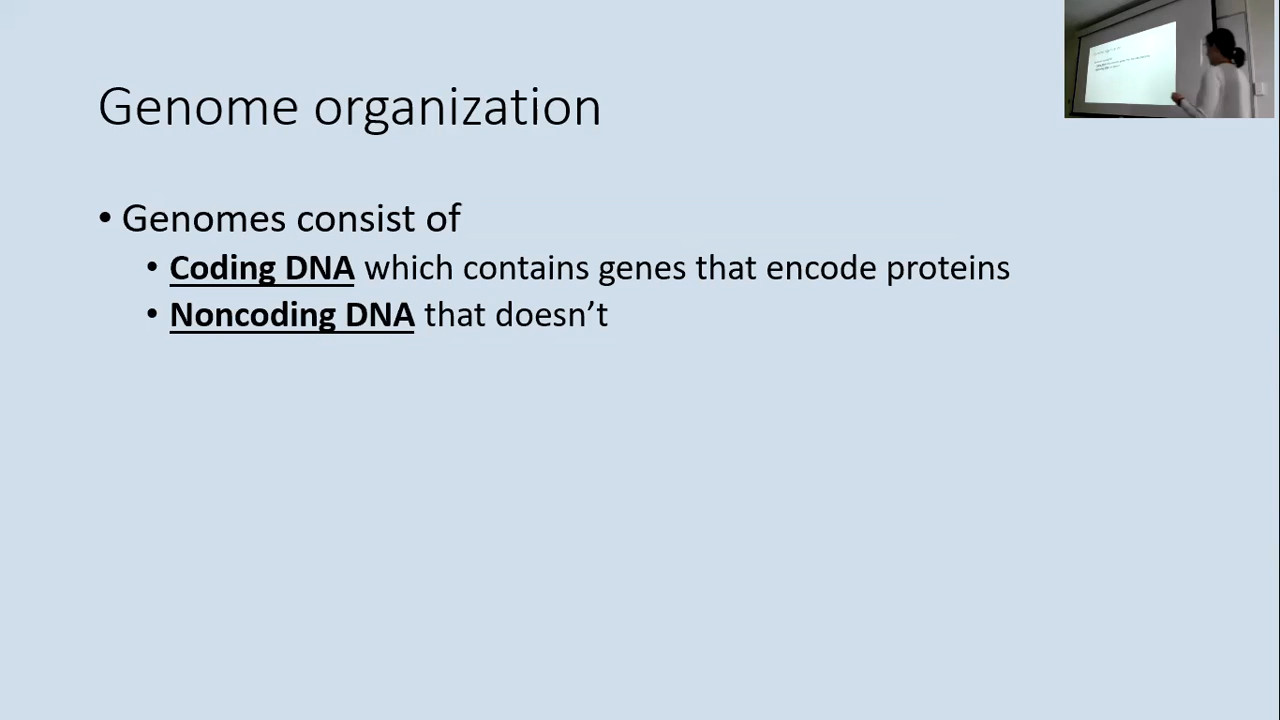 Genome organization
• Genomes consist of
• Coding DNA which contains genes that encode proteins
• Noncoding DNA that doesn’t